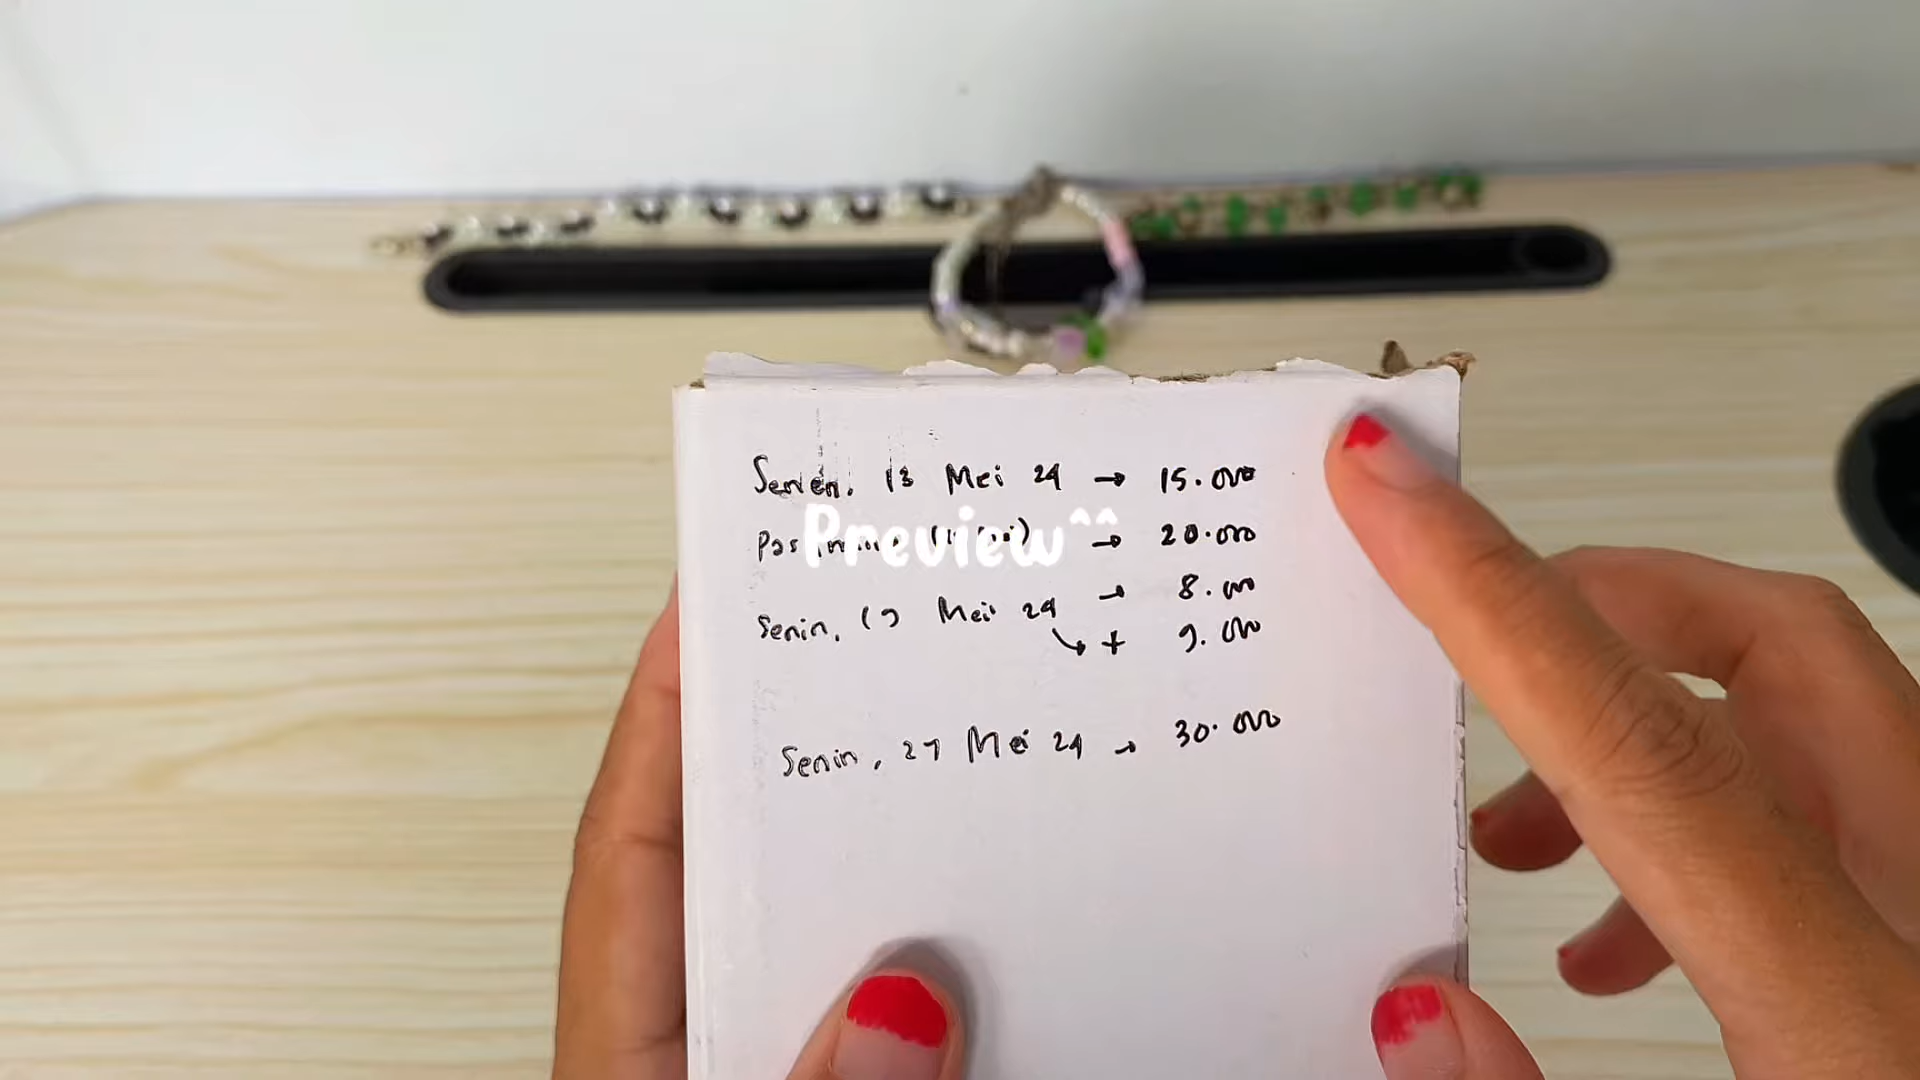 Senen, 13 Mei 24 → 15.000
Preview^^
→ 20.000
Senin, 19 Mei 24 → 8.000
↘ + 9.000
Senin, 27 Mei 24 → 30.000